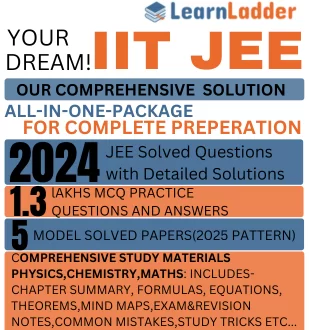 LearnLadder
YOUR
DREAM!
IIT JEE
OUR COMPREHENSIVE SOLUTION
ALL-IN-ONE-PACKAGE
FOR COMPLETE PREPERATION
2024 JEE Solved Questions
with Detailed Solutions
1.3 lAKHS MCQ PRACTICE
QUESTIONS AND ANSWERS
5 MODEL SOLVED PAPERS(2025 PATTERN)
COMPREHENSIVE STUDY MATERIALS
PHYSICS,CHEMISTRY,MATHS: INCLUDES-
CHAPTER SUMMARY, FORMULAS, EQUATIONS,
THEOREMS,MIND MAPS,EXAM&REVISION
NOTES,COMMON MISTAKES,STUDY TRICKS ETC...